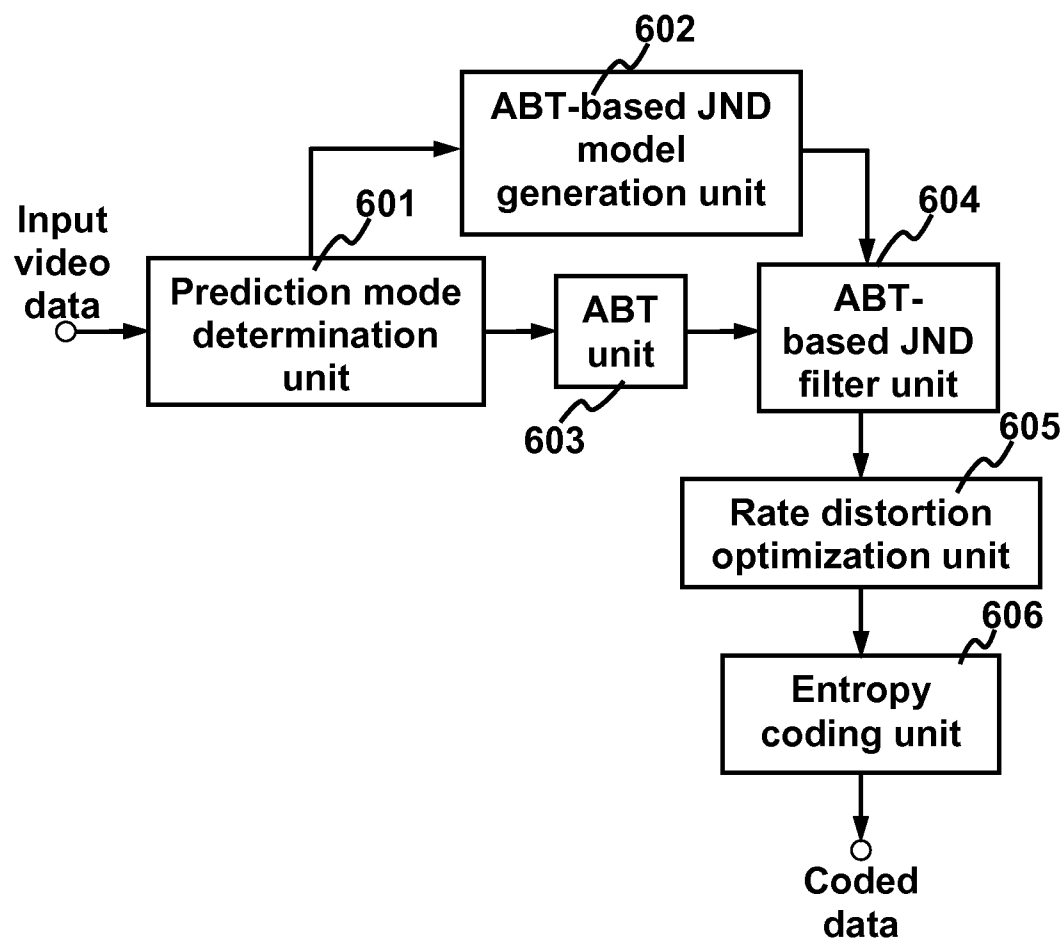 602
ABT-based JND
model
generation unit
601
604
Input
video
data
Prediction mode
determination
unit
ABT
unit
603
ABT-
based JND
filter unit
605
Rate distortion
optimization unit
606
Entropy
coding unit
Coded
data